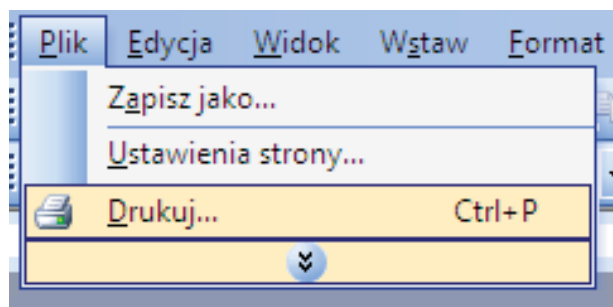 Plik Edycja Widok Wstaw Format
Zapisz jako...
Ustawienia strony...
Drukuj... Ctrl+P